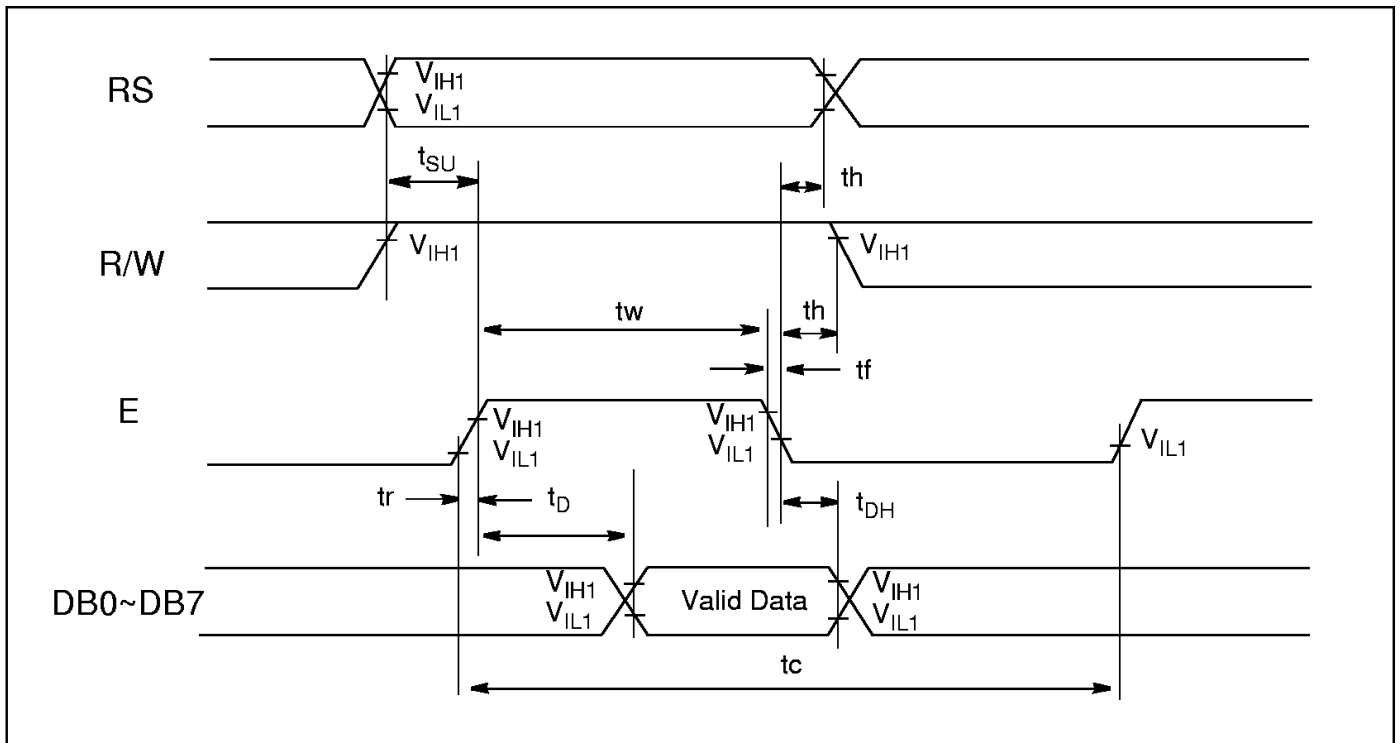 RS
V_IH1
V_IL1
t_SU
th
R/W
V_IH1
V_IH1
tw
th
tf
E
V_IH1
V_IL1
V_IH1
V_IL1
V_IL1
tr
t_D
t_DH
DB0~DB7
V_IH1
V_IL1
Valid Data
V_IH1
V_IL1
tc